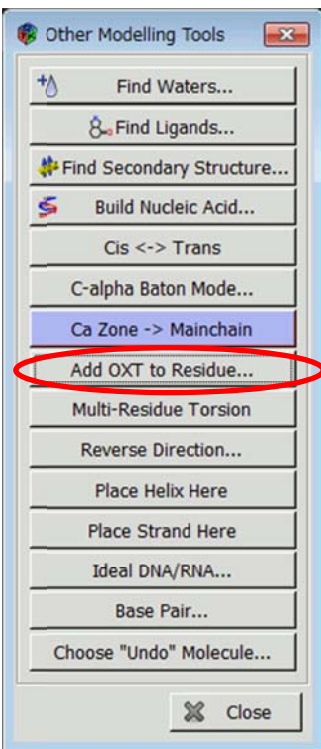 Other Modelling Tools
Find Waters...
Find Ligands...
Find Secondary Structure...
Build Nucleic Acid...
Cis <-> Trans
C-alpha Baton Mode...
Ca Zone -> Mainchain
Add OXT to Residue...
Multi-Residue Torsion
Reverse Direction...
Place Helix Here
Place Strand Here
Ideal DNA/RNA...
Base Pair...
Choose "Undo" Molecule...
Close